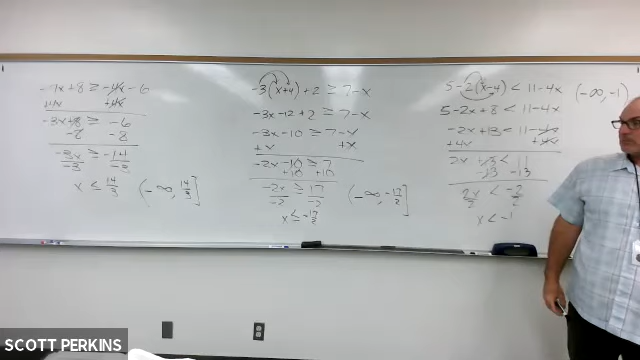 -7x+8 ≥ -4x-6
+4x +4x
-3x+8 ≥ -6
-8 -8
-3x ≥ -14
-3 -3
x ≤ 14/3 (-∞, 14/3]
-3(x+4)+2 ≥ 7-x
-3x-12+2 ≥ 7-x
-3x-10 ≥ 7-x
+x +x
-2x-10 ≥ 7
+10 +10
-2x ≥ 17
-2 -2
x ≤ -17/2 (-∞, -17/2]
5-2(x-4) < 11-4x (-∞, -1)
5-2x+8 < 11-4x
-2x+13 < 11-4x
+4x +4x
2x+13 < 11
-13 -13
2x < -2
2 2
x < -1
SCOTT PERKINS